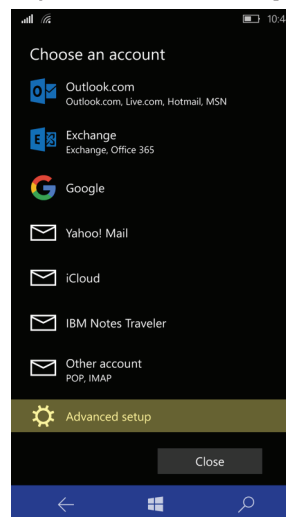 10:4
Choose an account
Outlook.com
Outlook.com, Live.com, Hotmail, MSN
Exchange
Exchange, Office 365
Google
Yahoo! Mail
iCloud
IBM Notes Traveler
Other account
POP, IMAP
Advanced setup
Close